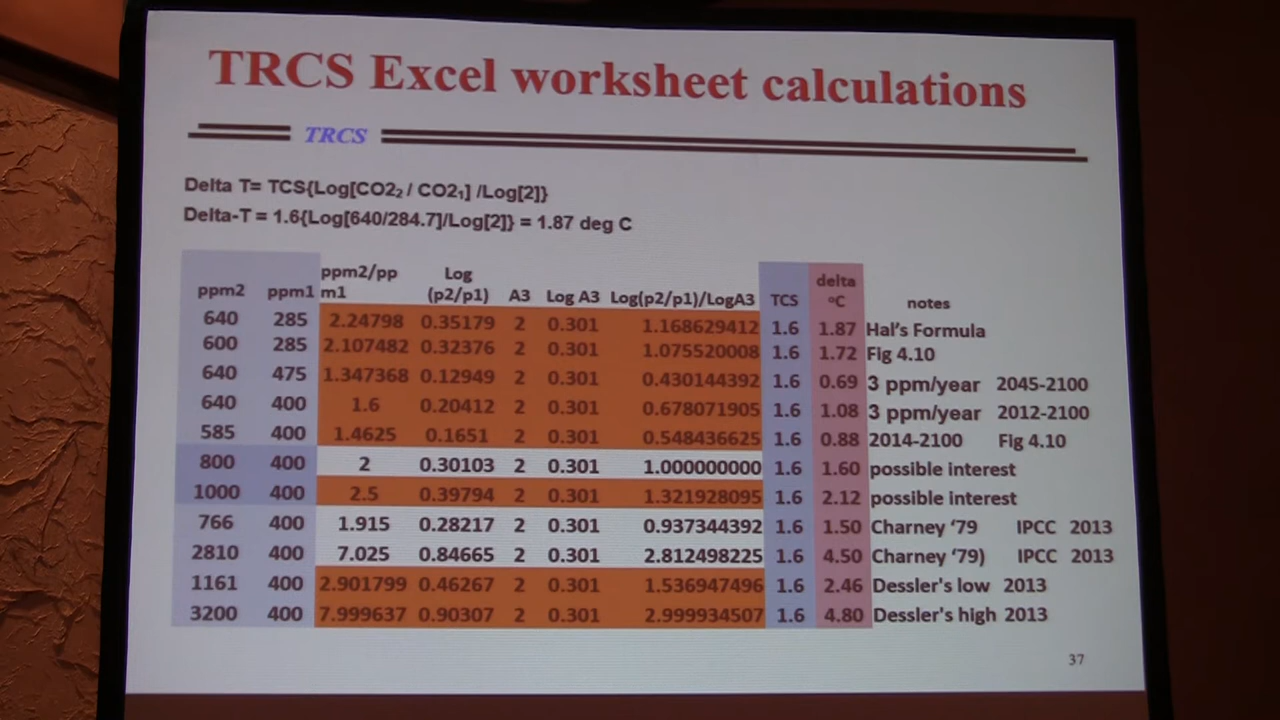 TRCS Excel worksheet calculations
TRCS
Delta T= TCS{Log[CO2₂ / CO2₁] /Log[2]}
Delta-T = 1.6{Log[640/284.7]/Log[2]} = 1.87 deg C
ppm2 ppm1 ppm2/ppm1 Log (p2/p1) A3 Log A3 Log(p2/p1)/LogA3 TCS delta ºC notes
640 285 2.24798 0.35179 2 0.301 1.168629412 1.6 1.87 Hal's Formula
600 285 2.107482 0.32376 2 0.301 1.075520008 1.6 1.72 Fig 4.10
640 475 1.347368 0.12949 2 0.301 0.430144392 1.6 0.69 3 ppm/year 2045-2100
640 400 1.6 0.20412 2 0.301 0.678071905 1.6 1.08 3 ppm/year 2012-2100
585 400 1.4625 0.1651 2 0.301 0.548436625 1.6 0.88 2014-2100 Fig 4.10
800 400 2 0.30103 2 0.301 1.000000000 1.6 1.60 possible interest
1000 400 2.5 0.39794 2 0.301 1.321928095 1.6 2.12 possible interest
766 400 1.915 0.28217 2 0.301 0.937344392 1.6 1.50 Charney '79 IPCC 2013
2810 400 7.025 0.84665 2 0.301 2.812498225 1.6 4.50 Charney '79) IPCC 2013
1161 400 2.901799 0.46267 2 0.301 1.536947496 1.6 2.46 Dessler's low 2013
3200 400 7.999637 0.90307 2 0.301 2.999934507 1.6 4.80 Dessler's high 2013
37